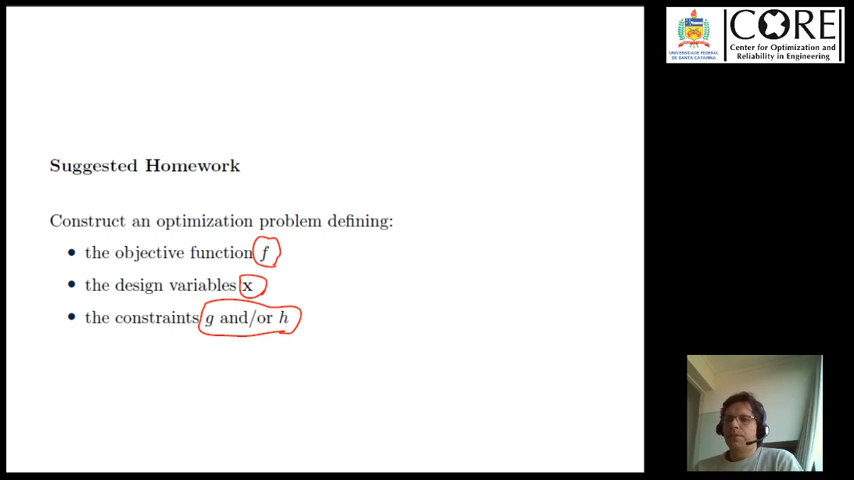 CORE
Center for Optimization and
Reliability in Engineering
UNIVERSIDADE FEDERAL
DE SANTA CATARINA
Suggested Homework
Construct an optimization problem defining:
• the objective function f
• the design variables x
• the constraints g and/or h